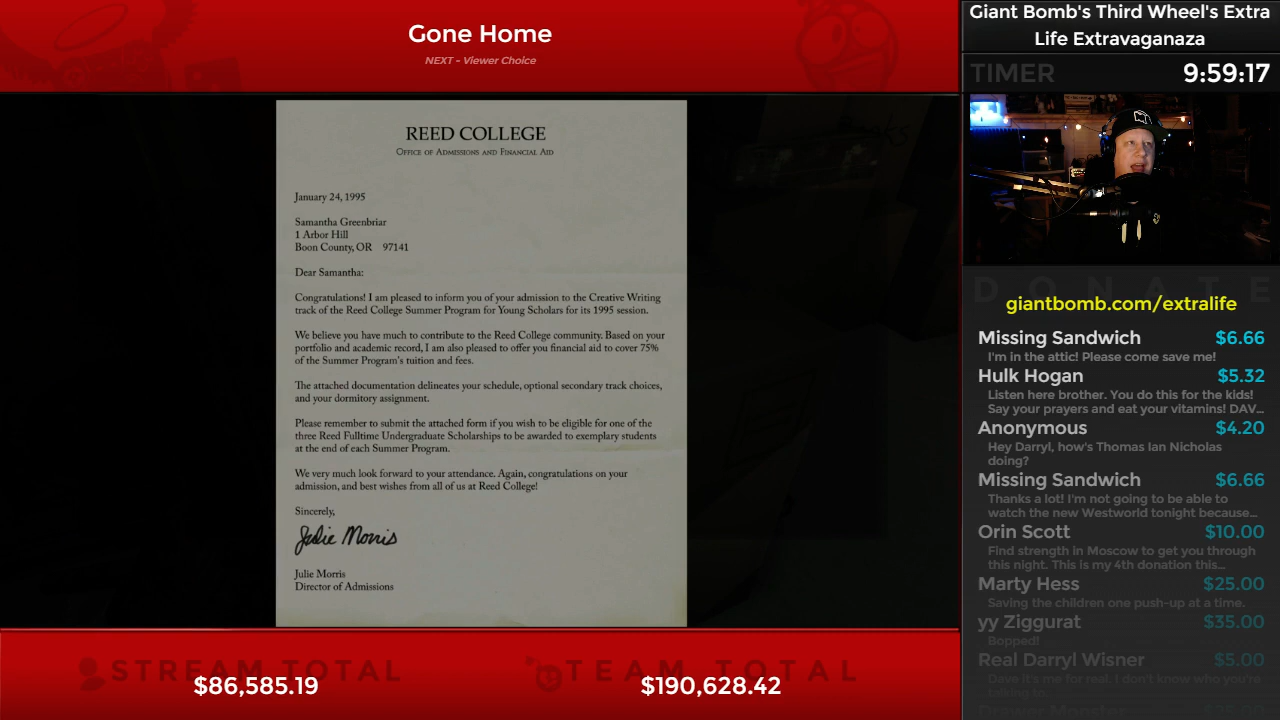 Gone Home
NEXT - Viewer Choice
Giant Bomb's Third Wheel's Extra
Life Extravaganaza
TIMER
9:59:17
REED COLLEGE
Office of Admissions and Financial Aid
January 24, 1995
Samantha Greenbriar
1 Arbor Hill
Boon County, OR 97141
Dear Samantha:
Congratulations! I am pleased to inform you of your admission to the Creative Writing
track of the Reed College Summer Program for Young Scholars for its 1995 session.
We believe you have much to contribute to the Reed College community. Based on your
portfolio and academic record, I am also pleased to offer you financial aid to cover 75%
of the Summer Program's tuition and fees.
The attached documentation delineates your schedule, optional secondary track choices,
and your dormitory assignment.
Please remember to submit the attached form if you wish to be eligible for one of the
three Reed Fulltime Undergraduate Scholarships to be awarded to exemplary students
at the end of each Summer Program.
We very much look forward to your attendance. Again, congratulations on your
admission, and best wishes from all of us at Reed College!
Sincerely,
Julie Morris
Julie Morris
Director of Admissions
DONATE
giantbomb.com/extralife
Missing Sandwich $6.66
I'm in the attic! Please come save me!
Hulk Hogan $5.32
Listen here brother. You do this for the kids!
Say your prayers and eat your vitamins! DAV...
Anonymous $4.20
Hey Darryl, how's Thomas Ian Nicholas
doing?
Missing Sandwich $6.66
Thanks a lot! I'm not going to be able to
watch the new Westworld tonight because...
Orin Scott $10.00
Find strength in Moscow to get you through
this night. This is my 4th donation this...
Marty Hess $25.00
Saving the children one push-up at a time.
yy Ziggurat $35.00
Bopped!
Real Darryl Wisner $5.00
Dave it's me for real. I don't know who you're
talking to.
STREAM TOTAL
$86,585.19
TEAM TOTAL
$190,628.42